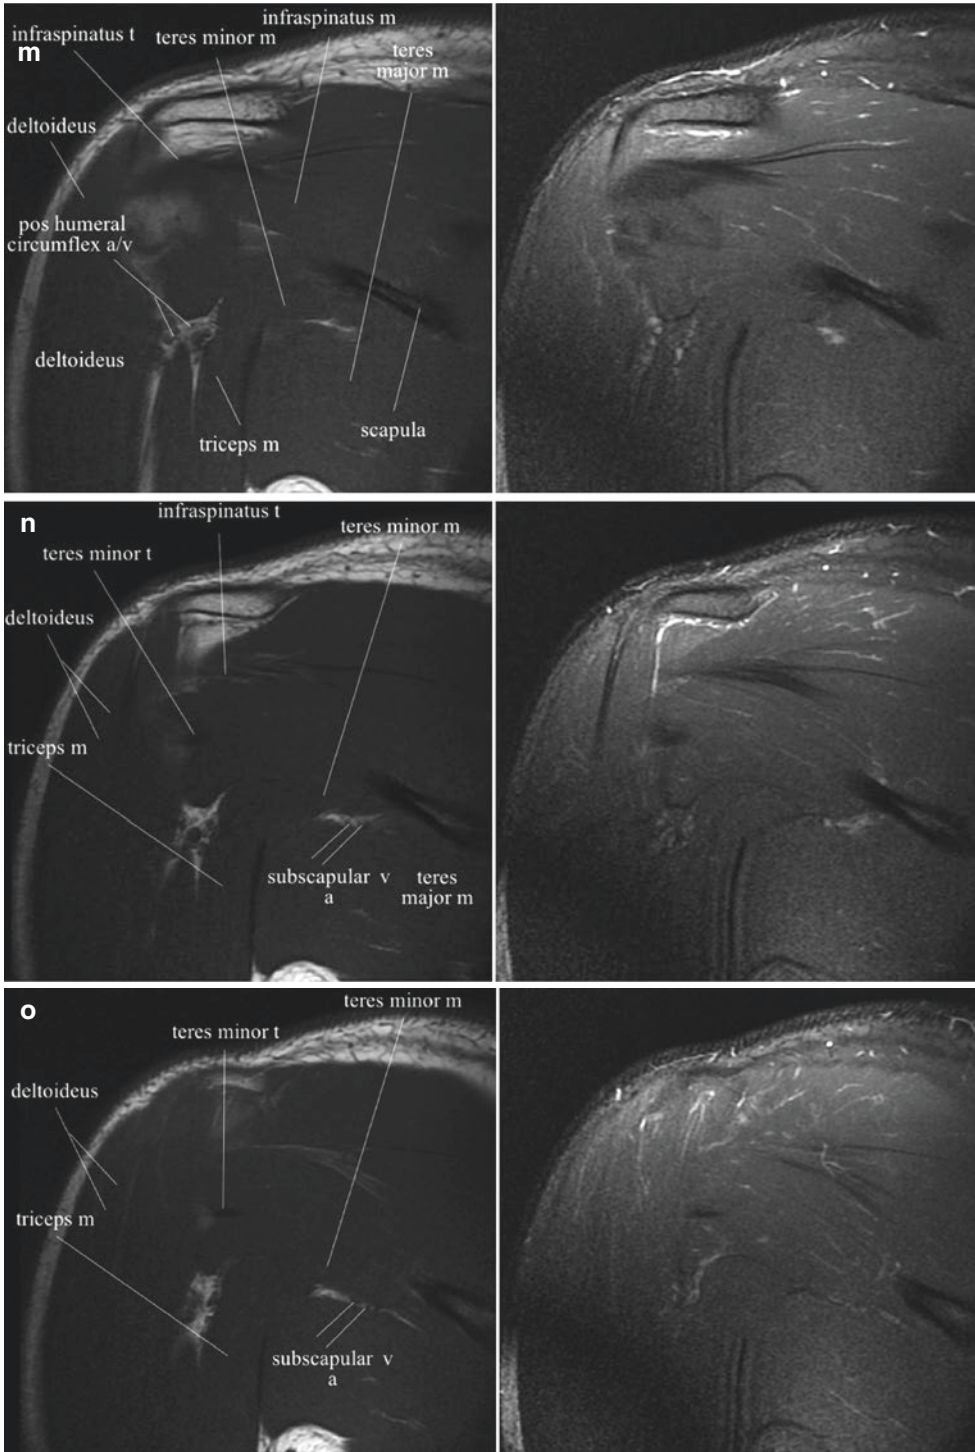 m
infraspinatus t
teres minor m
infraspinatus m
teres
major m
deltoideus
pos humeral
circumflex a/v
deltoideus
triceps m
scapula
n
infraspinatus t
teres minor m
teres minor t
deltoideus
triceps m
subscapular v
a
teres
major m
o
teres minor m
teres minor t
deltoideus
triceps m
subscapular v
a